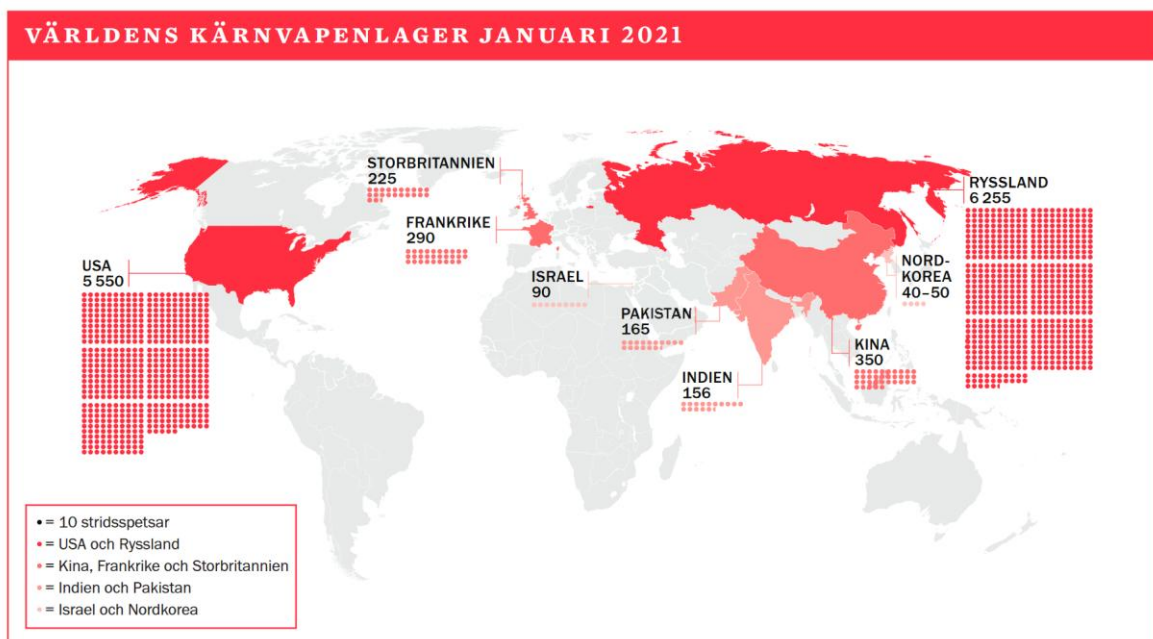 VÄRLDENS KÄRNVAPENLAGER JANUARI 2021
STORBRITANNIEN
225
FRANKRIKE
290
USA
5 550
ISRAEL
90
PAKISTAN
165
INDIEN
156
RYSSLAND
6 255
NORD-
KOREA
40–50
KINA
350
• = 10 stridsspetsar
• = USA och Ryssland
• = Kina, Frankrike och Storbritannien
• = Indien och Pakistan
• = Israel och Nordkorea